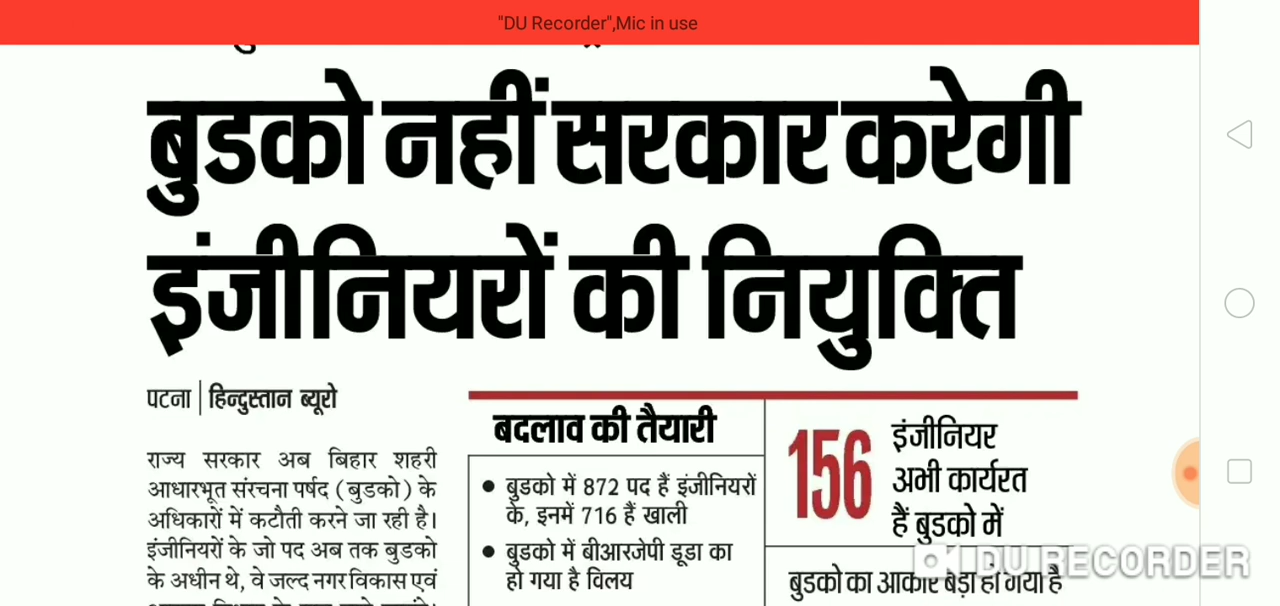 "DU Recorder",Mic in use
बुडको नहीं सरकार करेगी
इंजीनियरों की नियुक्ति
पटना | हिन्दुस्तान ब्यूरो
राज्य सरकार अब बिहार शहरी
आधारभूत संरचना पर्षद (बुडको) के
अधिकारों में कटौती करने जा रही है।
इंजीनियरों के जो पद अब तक बुडको
के अधीन थे, वे जल्द नगर विकास एवं
बदलाव की तैयारी
● बुडको में 872 पद हैं इंजीनियरों
के, इनमें 716 हैं खाली
● बुडको में बीआरजेपी डूडा का
हो गया है विलय
156
इंजीनियर
अभी कार्यरत
हैं बुडको में
बुडको का आकार बड़ा हो गया है
DU RECORDER